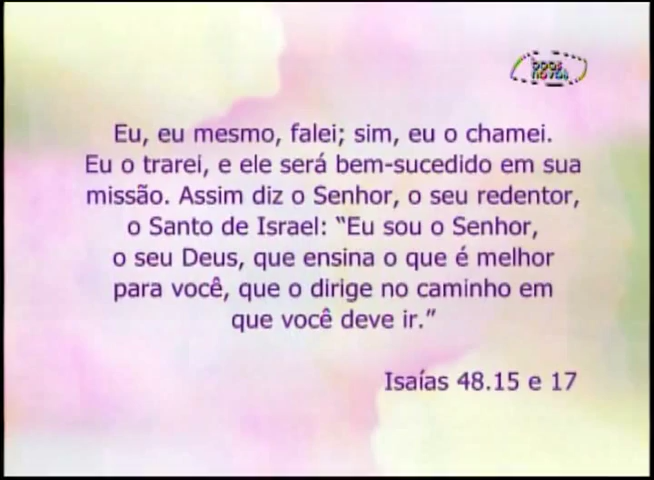 boas
novas
Eu, eu mesmo, falei; sim, eu o chamei.
Eu o trarei, e ele será bem-sucedido em sua
missão. Assim diz o Senhor, o seu redentor,
o Santo de Israel: “Eu sou o Senhor,
o seu Deus, que ensina o que é melhor
para você, que o dirige no caminho em
que você deve ir.”
Isaías 48.15 e 17